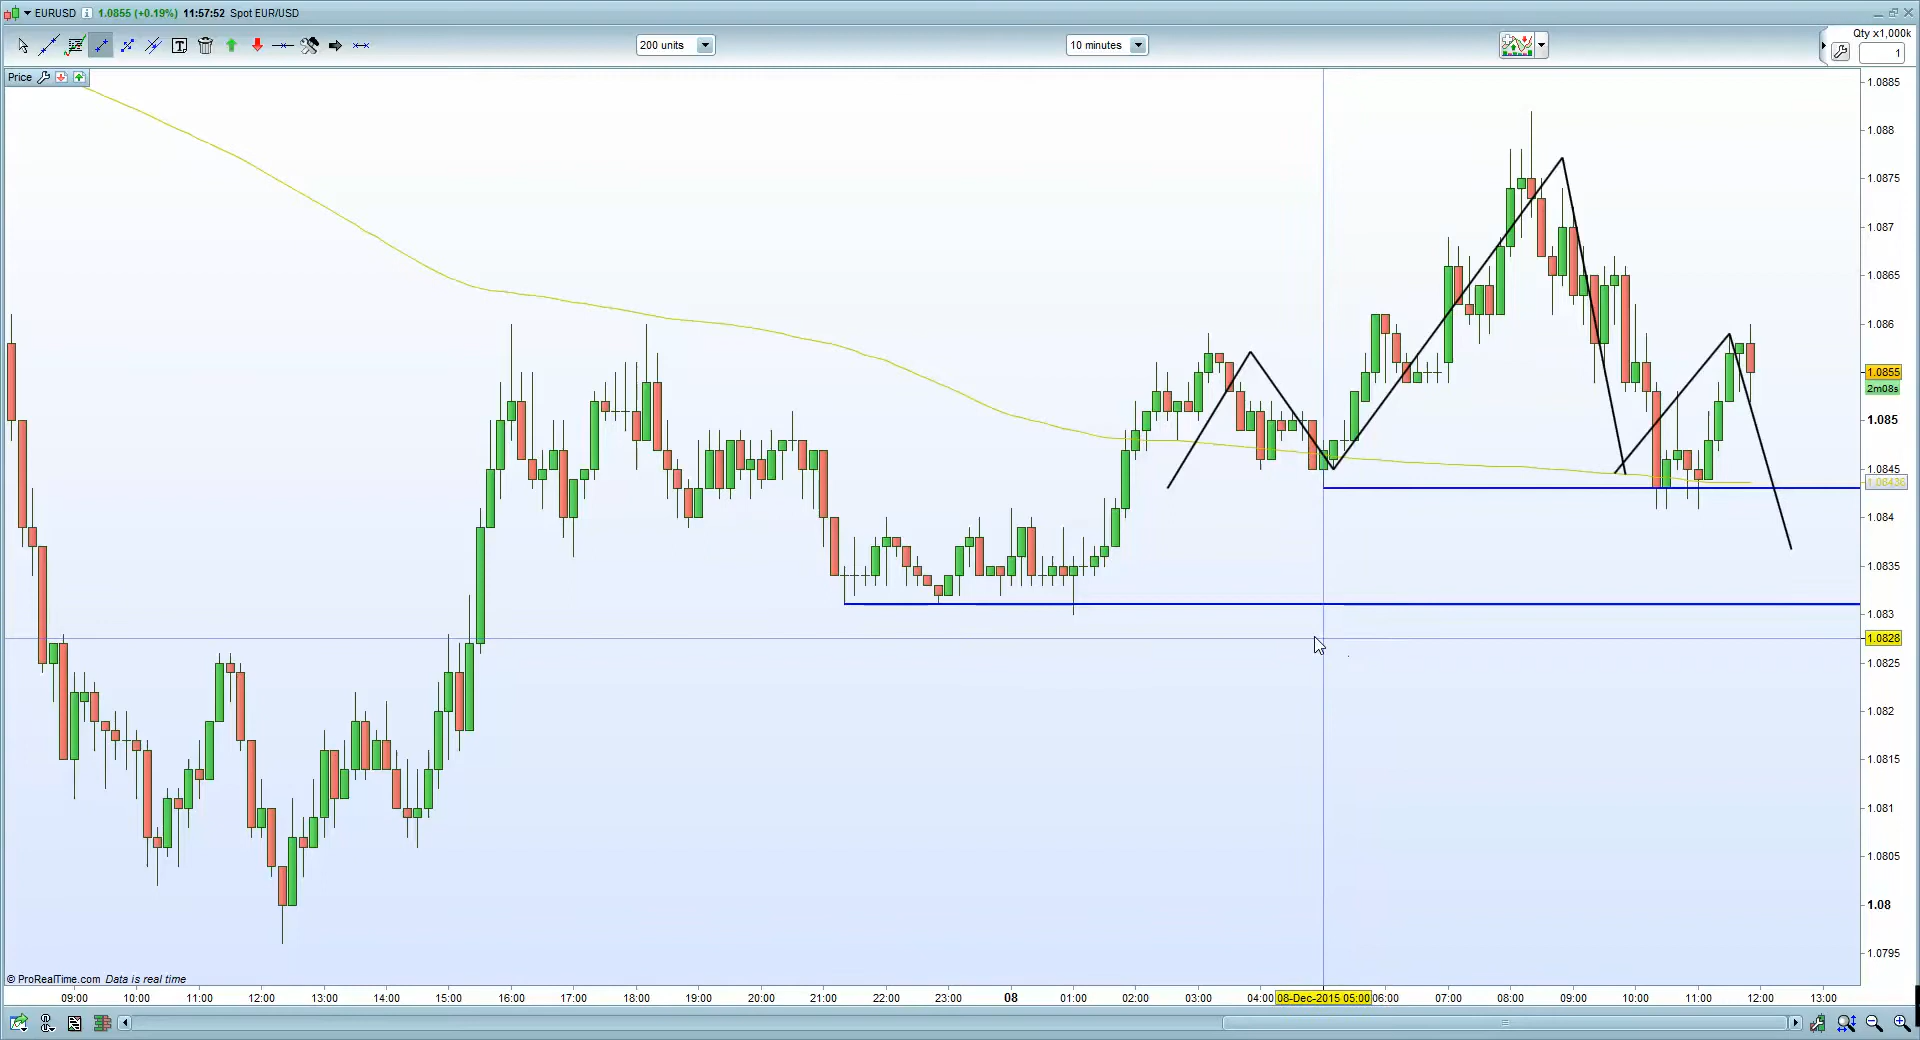 EURUSD 1.0855 (+0.19%) 11:57:52 Spot EUR/USD
200 units
10 minutes
Qty x1,000k
1
Price
1.0885
1.088
1.0875
1.087
1.0865
1.086
1.0855
2m08s
1.085
1.0845
1.08436
1.084
1.0835
1.083
1.0828
1.0825
1.082
1.0815
1.081
1.0805
1.08
1.0795
© ProRealTime.com Data is real time
09:00 10:00 11:00 12:00 13:00 14:00 15:00 16:00 17:00 18:00 19:00 20:00 21:00 22:00 23:00 08 01:00 02:00 03:00 04:00 08-Dec-2015 05:00 06:00 07:00 08:00 09:00 10:00 11:00 12:00 13:00